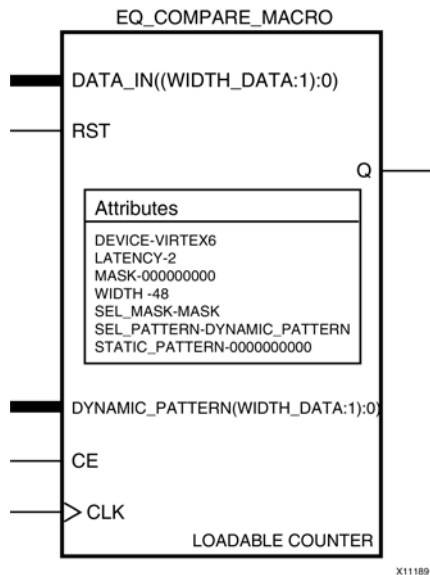 EQ_COMPARE_MACRO
DATA_IN((WIDTH_DATA:1):0)
RST
Q
Attributes
DEVICE-VIRTEX6
LATENCY-2
MASK-000000000
WIDTH -48
SEL_MASK-MASK
SEL_PATTERN-DYNAMIC_PATTERN
STATIC_PATTERN-0000000000
DYNAMIC_PATTERN(WIDTH_DATA:1):0)
CE
CLK
LOADABLE COUNTER
X11189